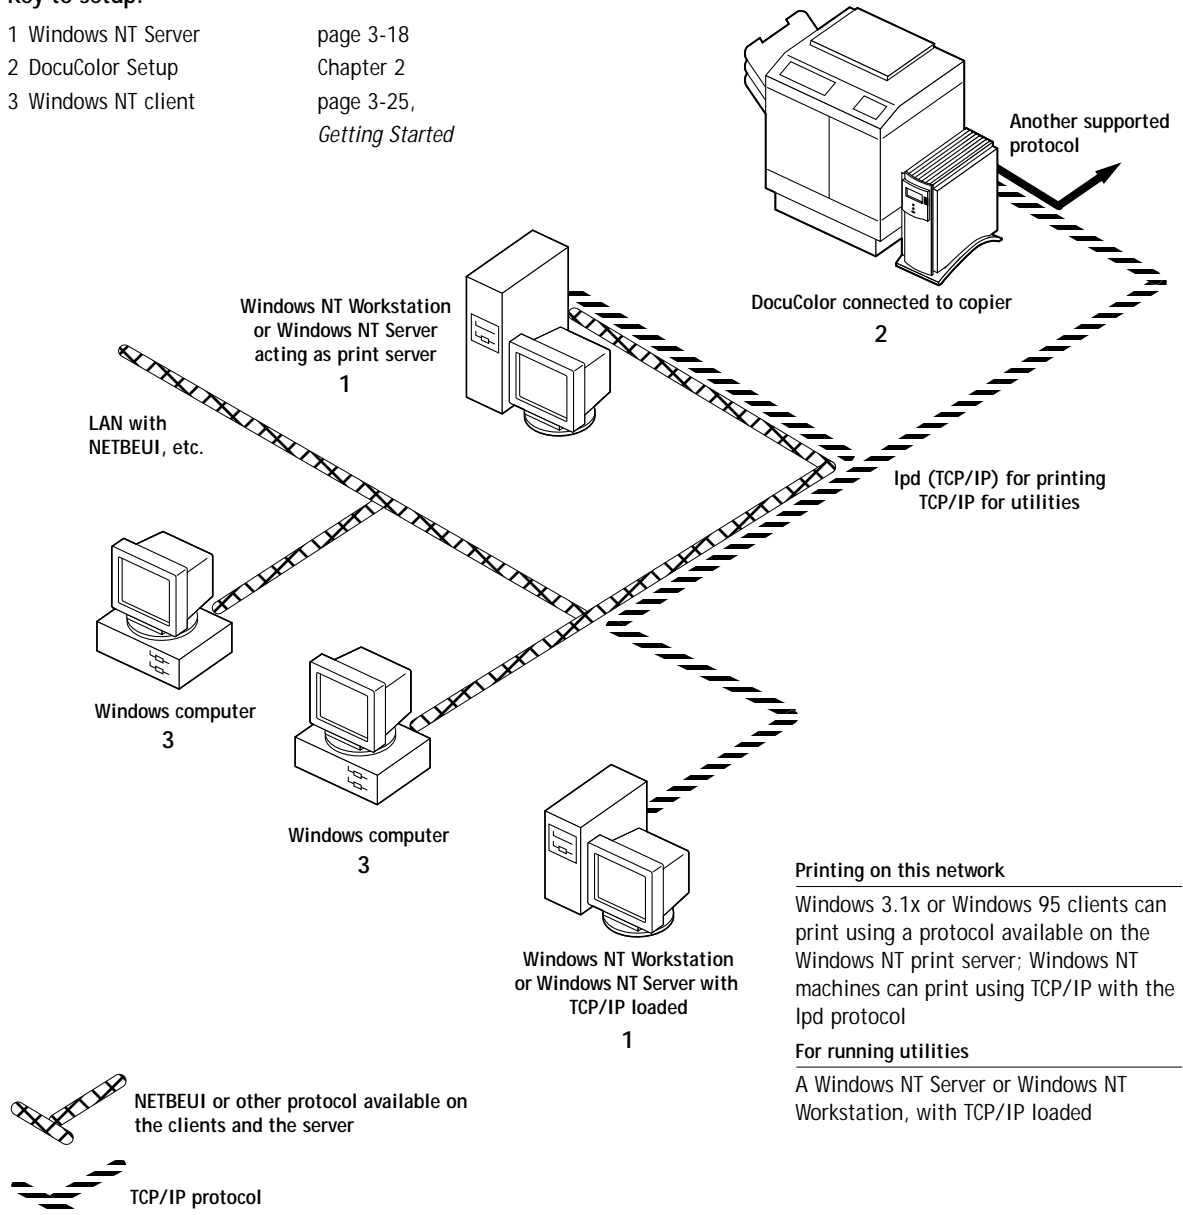 Key to setup:
1 Windows NT Server page 3-18
2 DocuColor Setup Chapter 2
3 Windows NT client page 3-25,
Getting Started
Another supported
protocol
DocuColor connected to copier
2
Windows NT Workstation
or Windows NT Server
acting as print server
1
LAN with
NETBEUI, etc.
lpd (TCP/IP) for printing
TCP/IP for utilities
Windows computer
3
Windows computer
3
Windows NT Workstation
or Windows NT Server with
TCP/IP loaded
1
Printing on this network
Windows 3.1x or Windows 95 clients can
print using a protocol available on the
Windows NT print server; Windows NT
machines can print using TCP/IP with the
lpd protocol
For running utilities
A Windows NT Server or Windows NT
Workstation, with TCP/IP loaded
NETBEUI or other protocol available on
the clients and the server
TCP/IP protocol